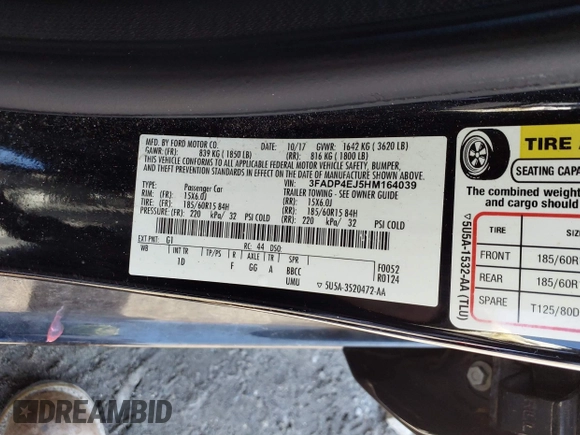 MFD. BY FORD MOTOR CO.
DATE: 10/17 GVWR: 1642 KG ( 3620 LB)
GAWR: (FR): 839 KG ( 1850 LB) (RR): 816 KG ( 1800 LB)
THIS VEHICLE CONFORMS TO ALL APPLICABLE FEDERAL MOTOR VEHICLE SAFETY, BUMPER,
AND THEFT PREVENTION STANDARDS IN EFFECT ON THE DATE OF MANUFACTURE SHOWN ABOVE.
VIN: 3FADP4EJ5HM164039
TYPE: Passenger Car TRAILER TOWING - SEE OWNER GUIDE
RIM: 15X6.0J 15X6.0J
TIRE: (FR): 185/60R15 84H (RR): 185/60R15 84H
PRESSURE: (FR): 220 kPa/ 32 PSI COLD (RR): 220 kPa/ 32 PSI COLD
EXT PNT: G1 RC: 44 DSO:
WB INT TR TP/PS R AXLE TR SPR F0052
1D F GG A BBCC R0124
UMU ▽ 5U5A-3520472-AA
TIRE
SEATING CAPA
The combined weight
and cargo should
TIRE SIZ
FRONT 185/60R1
REAR 185/60R1
SPARE T125/80D
▽5U5A-1532-AA (TLU)
DREAMBID